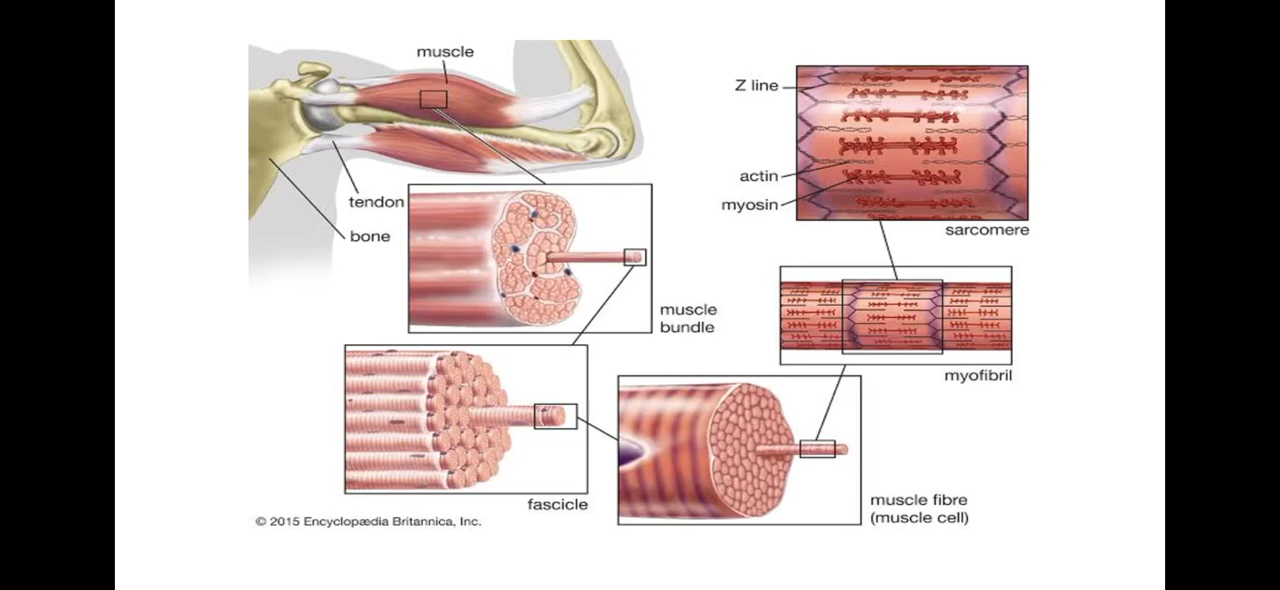 muscle
tendon
bone
muscle
bundle
fascicle
muscle fibre
(muscle cell)
myofibril
Z line
actin
myosin
sarcomere
© 2015 Encyclopædia Britannica, Inc.